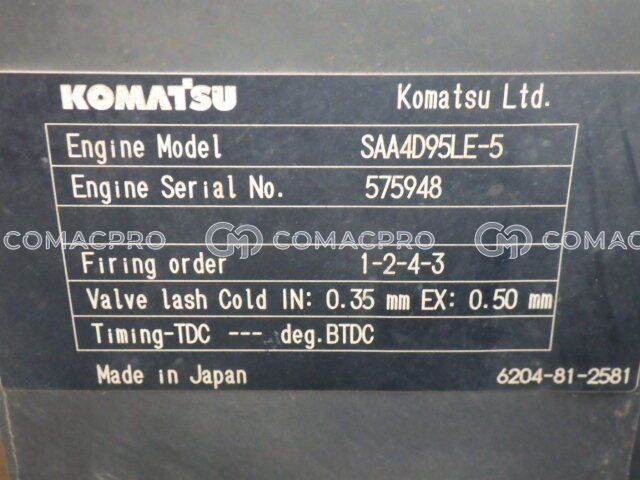 KOMATSU Komatsu Ltd.
Engine Model SAA4D95LE-5
Engine Serial No. 575948
COMACPRO COMACPRO COMACPRO
Firing order 1-2-4-3
Valve lash Cold IN: 0.35 mm EX: 0.50 mm
Timing-TDC --- deg.BTDC
Made in Japan 6204-81-2581